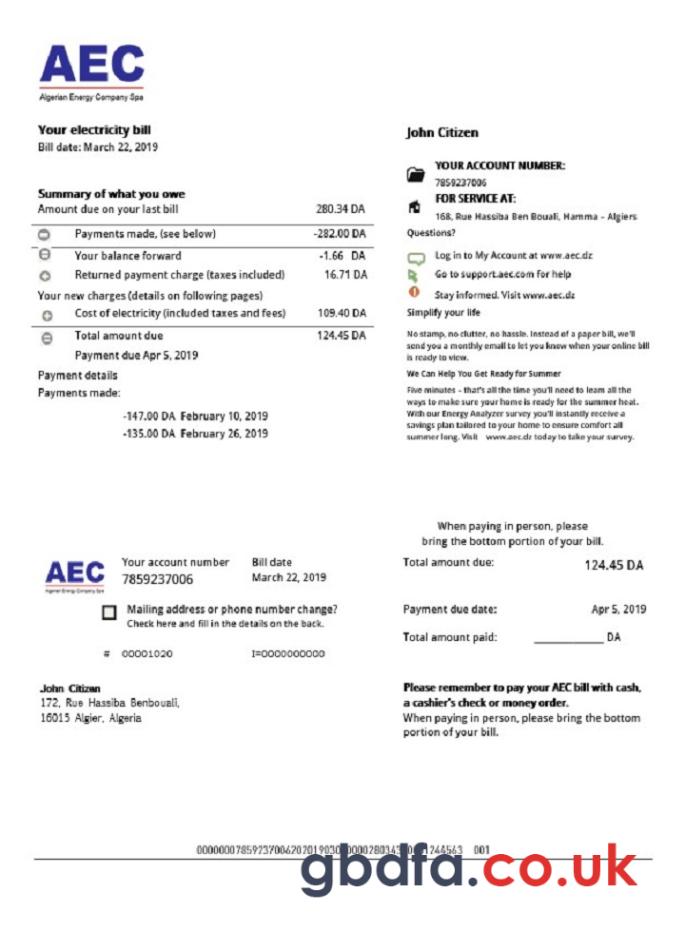 AEC
Algerian Energy Company Spa
Your electricity bill
Bill date: March 22, 2019
Summary of what you owe
Amount due on your last bill 280.34 DA
Payments made, (see below) -282.00 DA
Your balance forward -1.66 DA
Returned payment charge (taxes included) 16.71 DA
Your new charges (details on following pages)
Cost of electricity (included taxes and fees) 109.40 DA
Total amount due 124.45 DA
Payment due Apr 5, 2019
Payment details
Payments made:
-147.00 DA February 10, 2019
-135.00 DA February 26, 2019
John Citizen
YOUR ACCOUNT NUMBER:
7859237006
FOR SERVICE AT:
168, Rue Hassiba Ben Bouali, Hamma - Algiers
Questions?
Log in to My Account at www.aec.dz
Go to support.aec.com for help
Stay informed. Visit www.aec.dz
Simplify your life
No stamp, no clutter, no hassle. Instead of a paper bill, we'll
send you a monthly email to let you know when your online bill
is ready to view.
We Can Help You Get Ready for Summer
Five minutes - that's all the time you'll need to learn all the
ways to make sure your home is ready for the summer heat.
With our Energy Analyzer survey you'll instantly receive a
savings plan tailored to your home to ensure comfort all
summer long. Visit www.aec.dz today to take your survey.
AEC
Algerian Energy Company Spa
Your account number
7859237006
Bill date
March 22, 2019
Mailing address or phone number change?
Check here and fill in the details on the back.
# 00001020 I=0000000000
John Citizen
172, Rue Hassiba Benbouali,
16015 Algier, Algeria
When paying in person, please
bring the bottom portion of your bill.
Total amount due: 124.45 DA
Payment due date: Apr 5, 2019
Total amount paid: __________ DA
Please remember to pay your AEC bill with cash,
a cashier's check or money order.
When paying in person, please bring the bottom
portion of your bill.
001
gbdfa.co.uk